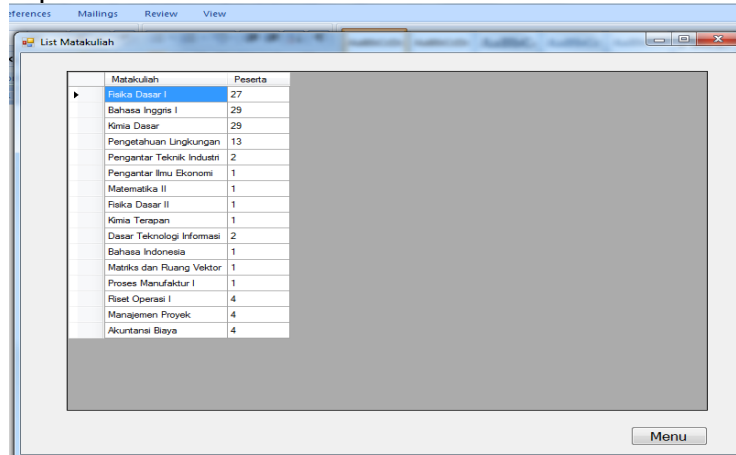 Mailings Review View
List Matakuliah
Matakuliah Peserta
Fisika Dasar I 27
Bahasa Inggris I 29
Kimia Dasar 29
Pengetahuan Lingkungan 13
Pengantar Teknik Industri 2
Pengantar Ilmu Ekonomi 1
Matematika II 1
Fisika Dasar II 1
Kimia Terapan 1
Dasar Teknologi Informasi 2
Bahasa Indonesia 1
Matriks dan Ruang Vektor 1
Proses Manufaktur I 1
Riset Operasi I 4
Manajemen Proyek 4
Akuntansi Biaya 4
Menu